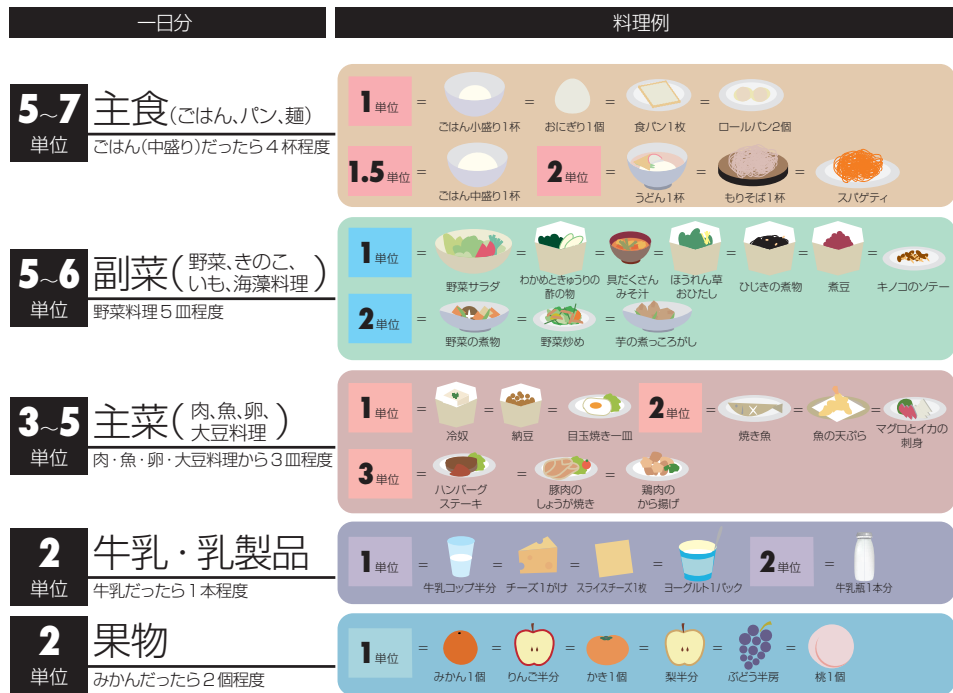 一日分
料理例
5~7
単位
主食(ごはん、パン、麺)
ごはん(中盛り)だったら4杯程度
1単位
=
ごはん小盛り1杯
=
おにぎり1個
=
食パン1枚
=
ロールパン2個
1.5単位
=
ごはん中盛り1杯
2単位
=
うどん1杯
=
もりそば1杯
=
スパゲティ
5~6
単位
副菜(野菜、きのこ、
いも、海藻料理)
野菜料理5皿程度
1単位
=
野菜サラダ
=
わかめときゅうりの
酢の物
=
具だくさん
みそ汁
=
ほうれん草
おひたし
=
ひじきの煮物
=
煮豆
=
キノコのソテー
2単位
=
野菜の煮物
=
野菜炒め
=
芋の煮っころがし
3~5
単位
主菜(肉、魚、卵、
大豆料理)
肉・魚・卵・大豆料理から3皿程度
1単位
=
冷奴
=
納豆
=
目玉焼き一皿
2単位
=
焼き魚
=
魚の天ぷら
=
マグロとイカの
刺身
3単位
=
ハンバーグ
ステーキ
=
豚肉の
しょうが焼き
=
鶏肉の
から揚げ
2
単位
牛乳・乳製品
牛乳だったら1本程度
1単位
=
牛乳コップ半分
=
チーズ1かけ
=
スライスチーズ1枚
=
ヨーグルト1パック
2単位
=
牛乳瓶1本分
2
単位
果物
みかんだったら2個程度
1単位
=
みかん1個
=
りんご半分
=
かき1個
=
梨半分
=
ぶどう半房
=
桃1個